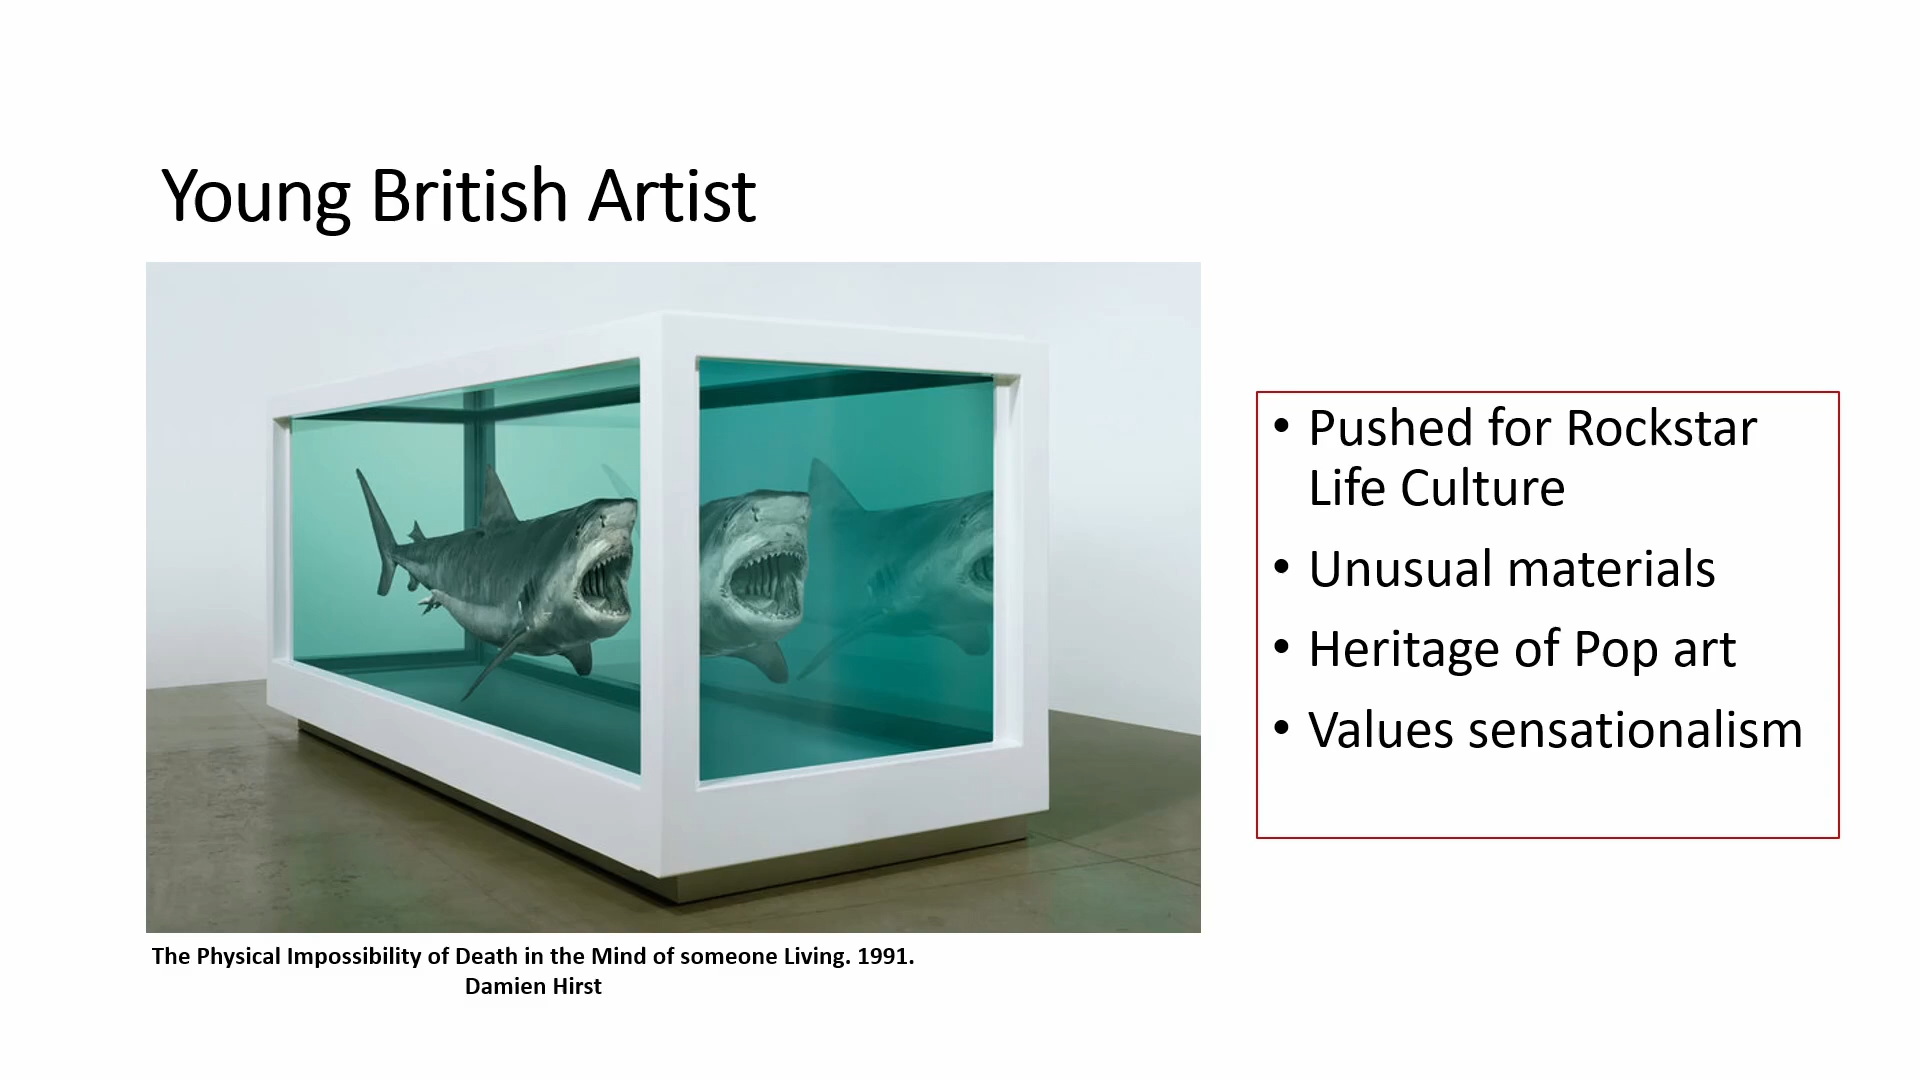 Young British Artist
• Pushed for Rockstar
Life Culture
• Unusual materials
• Heritage of Pop art
• Values sensationalism
The Physical Impossibility of Death in the Mind of someone Living. 1991.
Damien Hirst